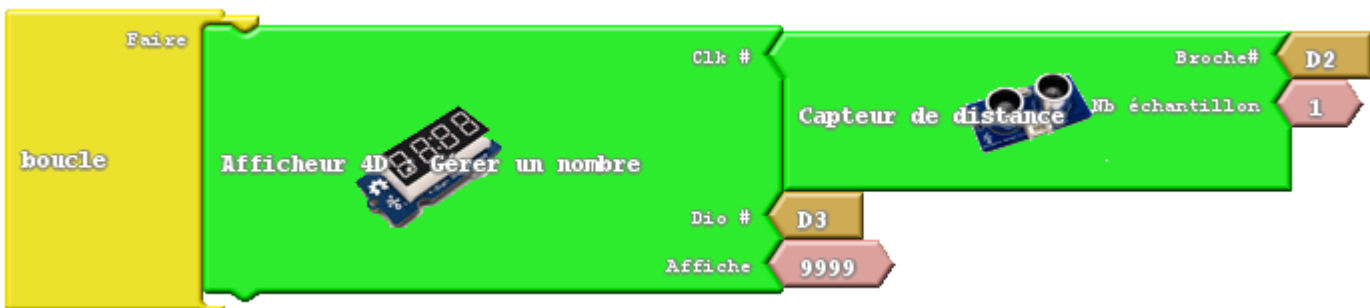 Faire
Clk #
Broche# D2
Nb échantillon 1
Capteur de distance
boucle
Afficheur 4D : Gérer un nombre
Dio # D3
Affiche 9999